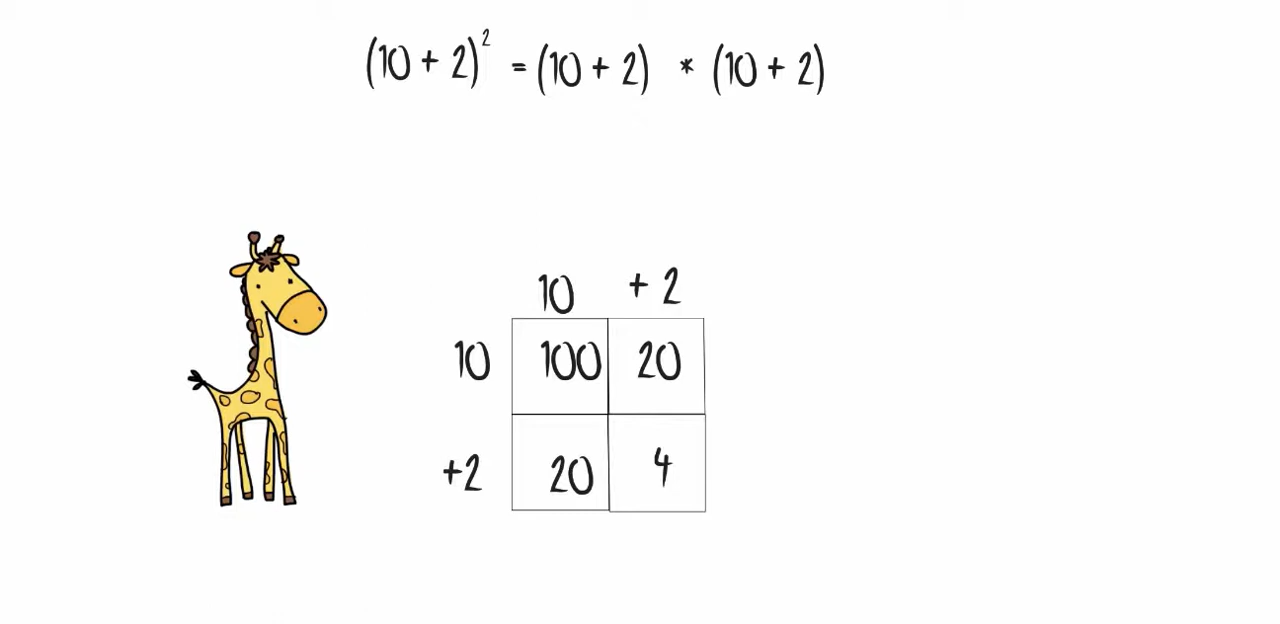 (10 + 2)² = (10 + 2) * (10 + 2)
10 + 2
10 100 20
+2 20 4